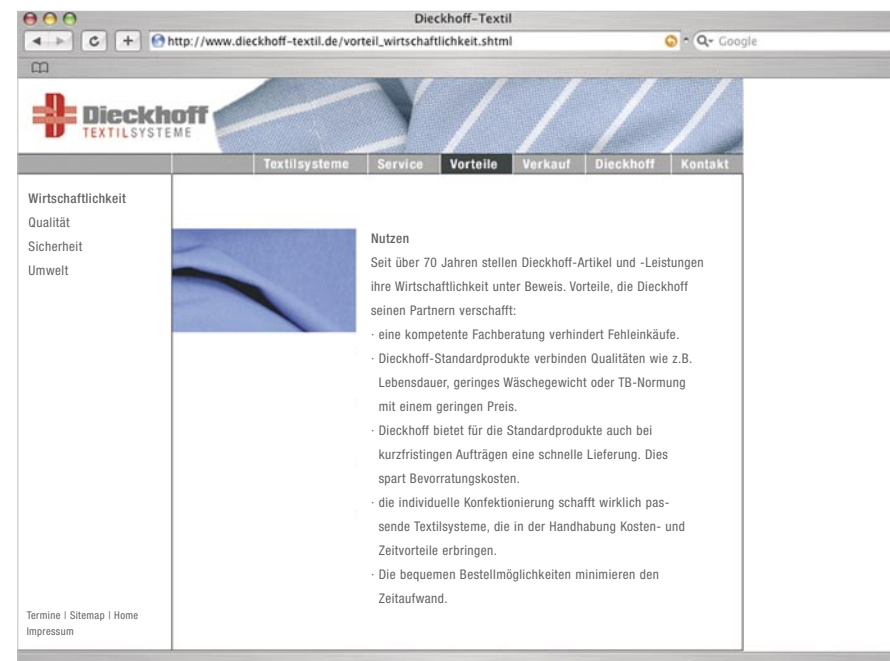 Dieckhoff-Textil
http://www.dieckhoff-textil.de/vorteil_wirtschaftlichkeit.shtml
Google
Dieckhoff
TEXTILSYSTEME
Textilsysteme Service Vorteile Verkauf Dieckhoff Kontakt
Wirtschaftlichkeit
Qualität
Sicherheit
Umwelt
Nutzen
Seit über 70 Jahren stellen Dieckhoff-Artikel und -Leistungen
ihre Wirtschaftlichkeit unter Beweis. Vorteile, die Dieckhoff
seinen Partnern verschafft:
· eine kompetente Fachberatung verhindert Fehleinkäufe.
· Dieckhoff-Standardprodukte verbinden Qualitäten wie z.B.
Lebensdauer, geringes Wäschegewicht oder TB-Normung
mit einem geringen Preis.
· Dieckhoff bietet für die Standardprodukte auch bei
kurzfristingen Aufträgen eine schnelle Lieferung. Dies
spart Bevorratungskosten.
· die individuelle Konfektionierung schafft wirklich pas-
sende Textilsysteme, die in der Handhabung Kosten- und
Zeitvorteile erbringen.
· Die bequemen Bestellmöglichkeiten minimieren den
Zeitaufwand.
Termine | Sitemap | Home
Impressum